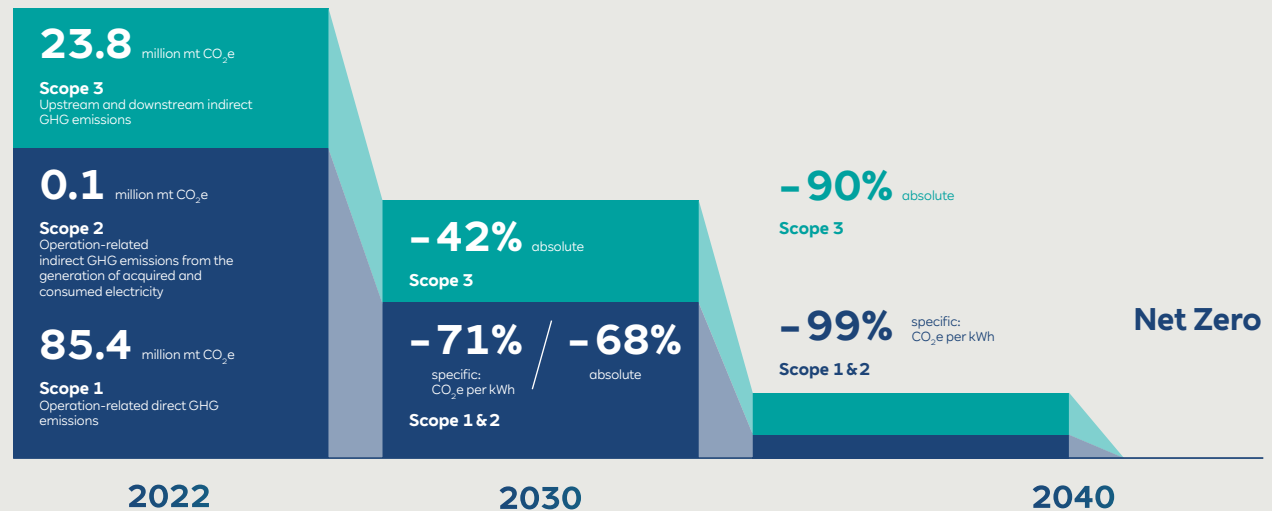 23.8 million mt CO₂e
Scope 3
Upstream and downstream indirect
GHG emissions
0.1 million mt CO₂e
Scope 2
Operation-related
indirect GHG emissions from the
generation of acquired and
consumed electricity
85.4 million mt CO₂e
Scope 1
Operation-related direct GHG
emissions
2022
–42% absolute
Scope 3
–71% / –68%
specific: absolute
CO₂e per kWh
Scope 1 & 2
2030
–90% absolute
Scope 3
–99% specific:
CO₂e per kWh
Scope 1 & 2
2040
Net Zero